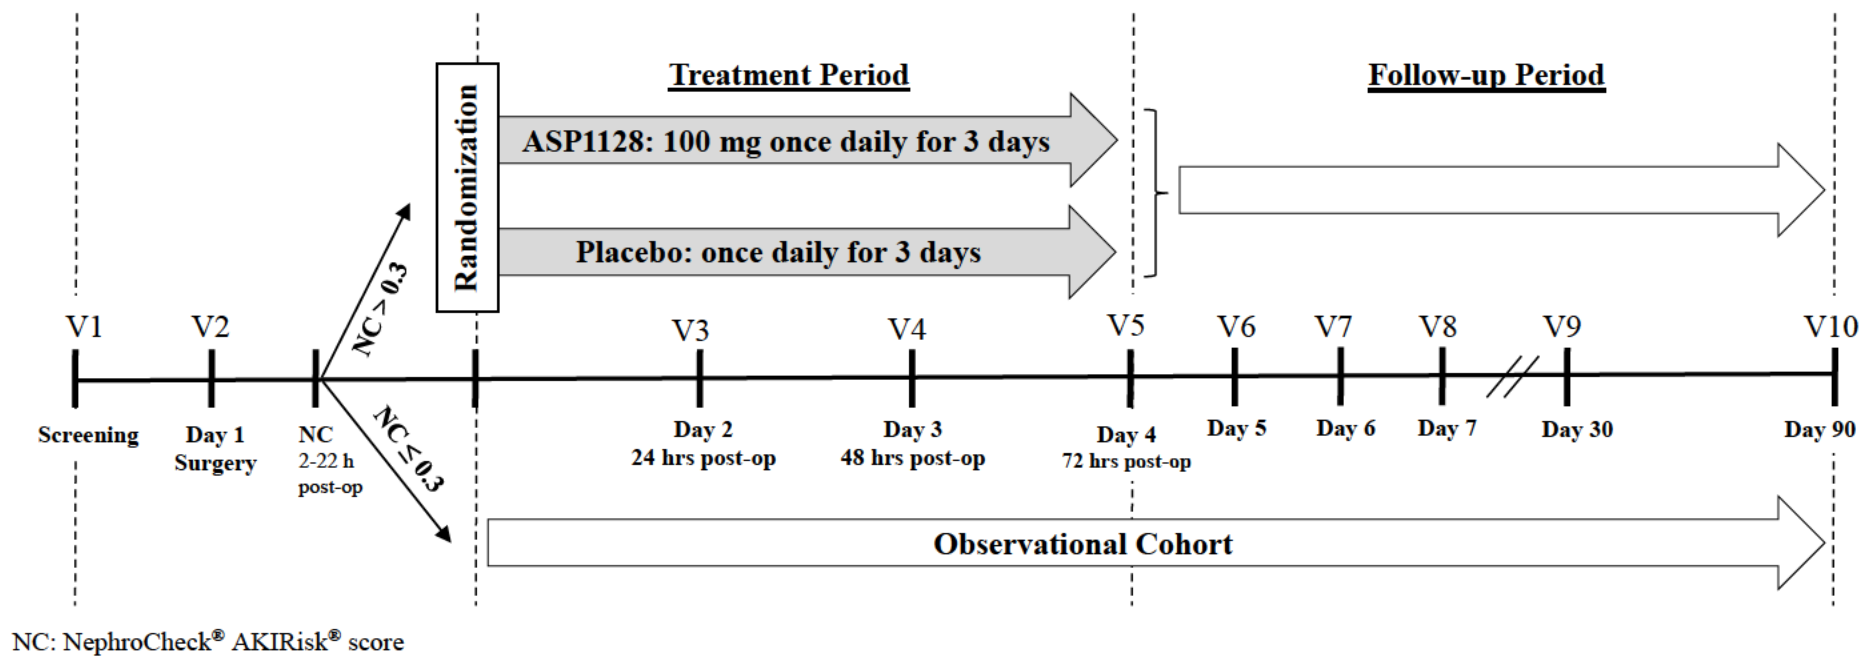 Treatment Period
Follow-up Period
Randomization
ASP1128: 100 mg once daily for 3 days
Placebo: once daily for 3 days
NC > 0.3
NC ≤ 0.3
V1
V2
V3
V4
V5
V6
V7
V8
V9
V10
Screening
Day 1
Surgery
NC
2-22 h
post-op
Day 2
24 hrs post-op
Day 3
48 hrs post-op
Day 4
72 hrs post-op
Day 5
Day 6
Day 7
Day 30
Day 90
Observational Cohort
NC: NephroCheck® AKIRisk® score